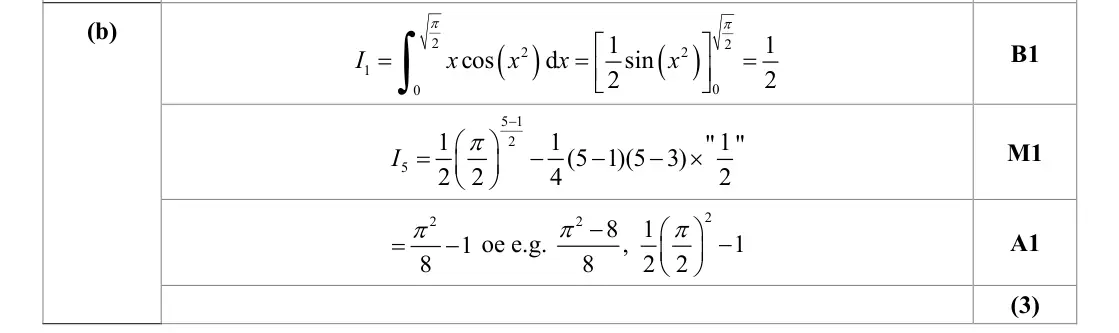 (b)
I₁ = ∫₀^√(π/2) x cos(x²) dx = [1/2 sin(x²)]₀^√(π/2) = 1/2 B1
I₅ = 1/2 (π/2)^((5−1)/2) − 1/4 (5−1)(5−3) × "1/2" M1
= π²/8 − 1 oe e.g. (π²−8)/8, 1/2 (π/2)² − 1 A1
(3)